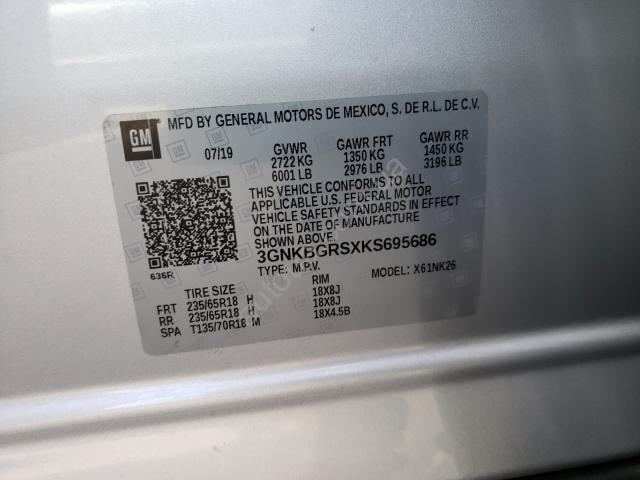 GM
MFD BY GENERAL MOTORS DE MEXICO, S. DE R.L. DE C.V.
07/19 GVWR GAWR FRT GAWR RR
2722 KG 1350 KG 1450 KG
6001 LB 2976 LB 3196 LB
THIS VEHICLE CONFORMS TO ALL
APPLICABLE U.S. FEDERAL MOTOR
VEHICLE SAFETY STANDARDS IN EFFECT
ON THE DATE OF MANUFACTURE
SHOWN ABOVE.
3GNKBGRSXKS695686
636R TYPE: M.P.V. MODEL: X61NK26
TIRE SIZE RIM
FRT 235/65R18 H 18X8J
RR 235/65R18 H 18X8J
SPA T135/70R18 M 18X4.5B